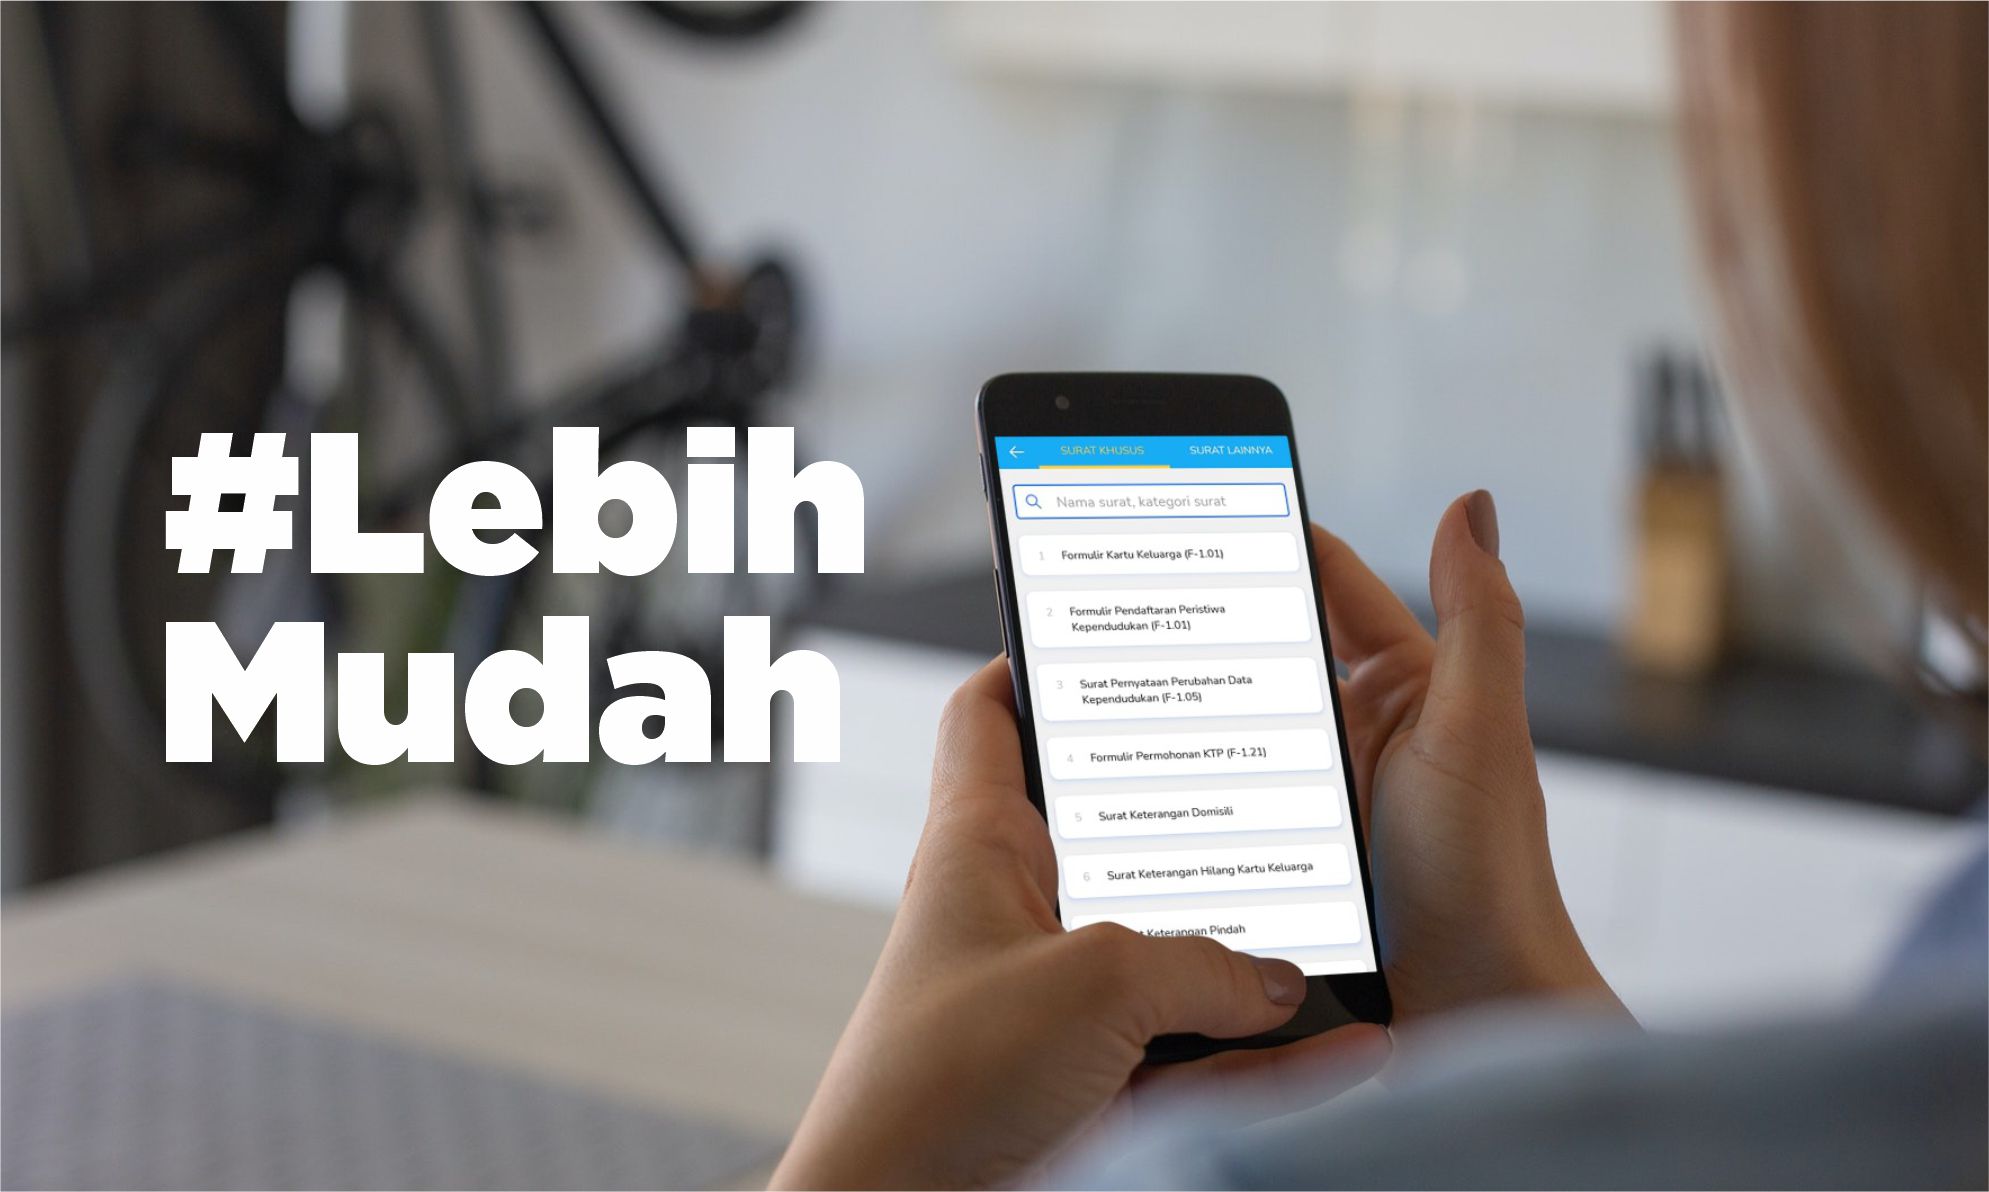 #Lebih
Mudah
SURAT KHUSUS
SURAT LAINNYA
Nama surat, kategori surat
1 Formulir Kartu Keluarga (F-1.01)
2 Formulir Pendaftaran Peristiwa
Kependudukan (F-1.01)
3 Surat Pernyataan Perubahan Data
Kependudukan (F-1.05)
4 Formulir Permohonan KTP (F-1.21)
5 Surat Keterangan Domisili
6 Surat Keterangan Hilang Kartu Keluarga
Keterangan Pindah